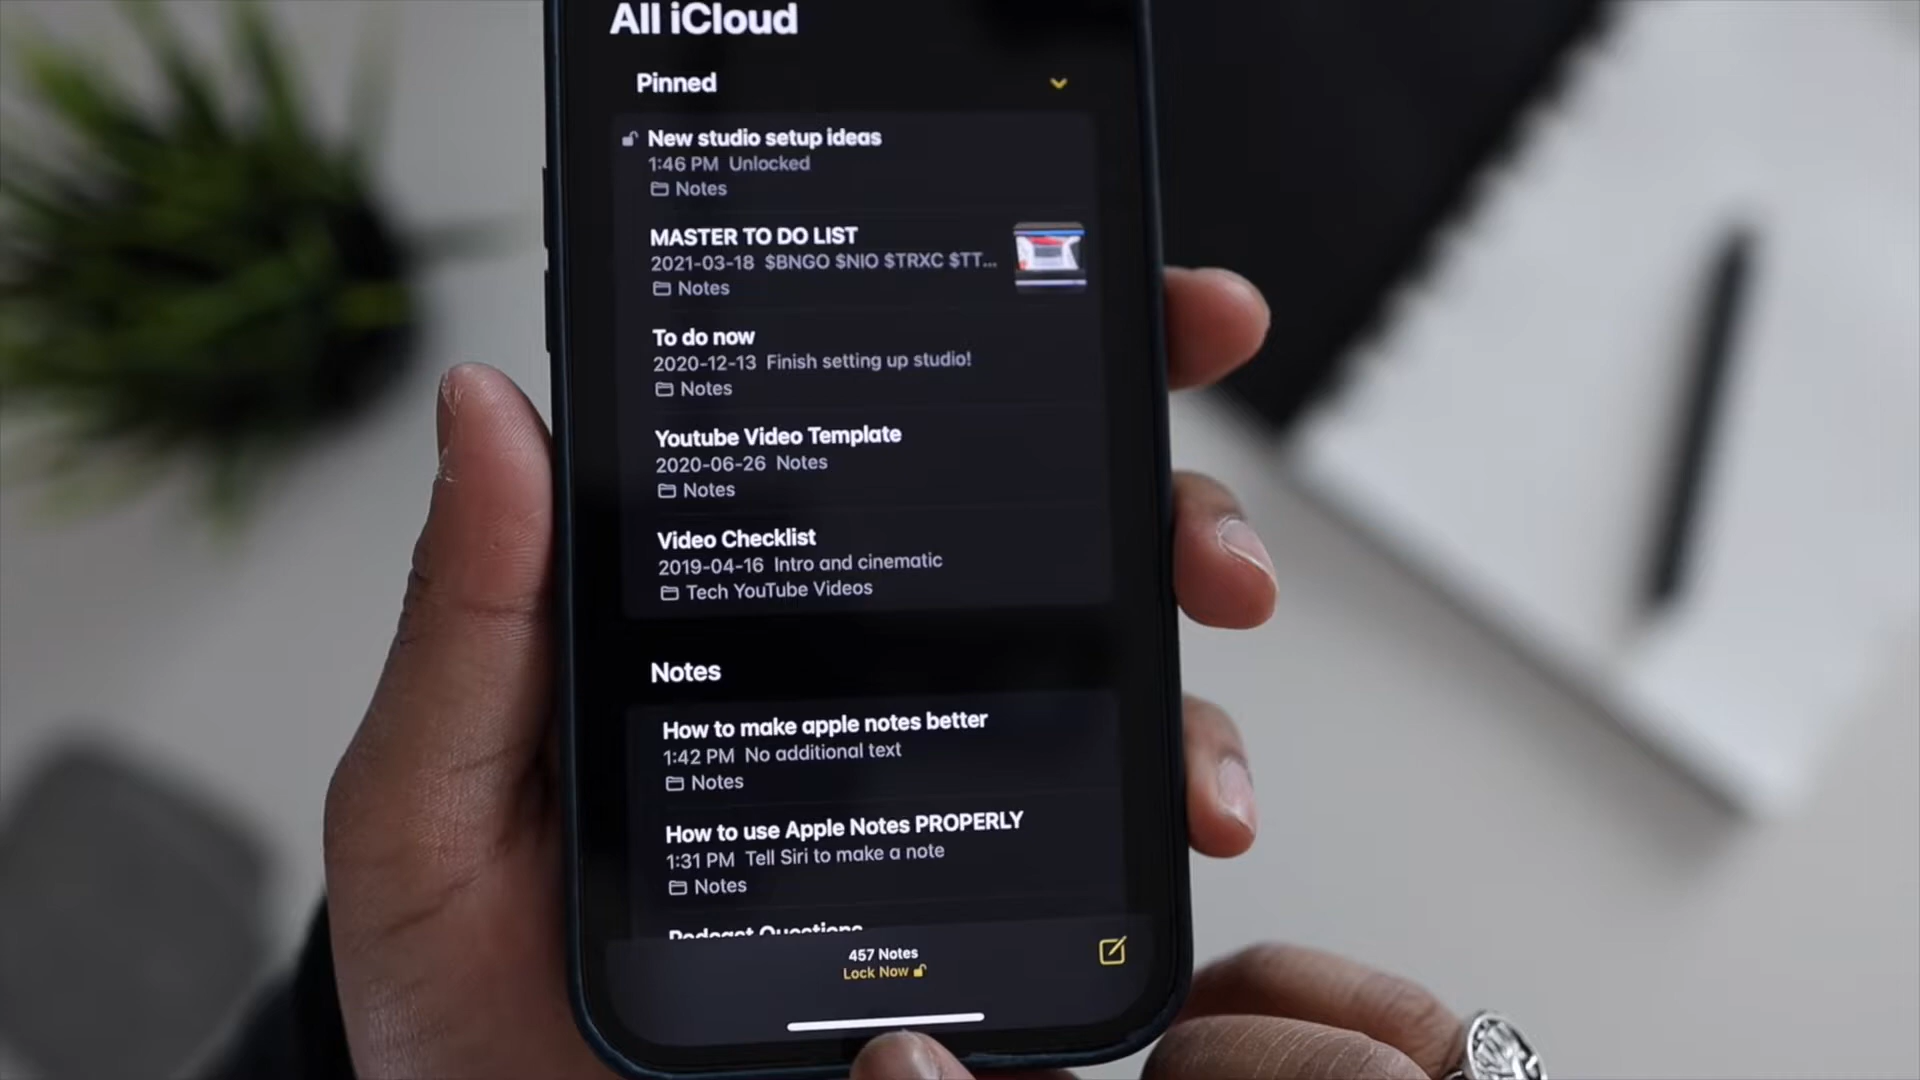 All iCloud
Pinned
New studio setup ideas
1:46 PM Unlocked
Notes
MASTER TO DO LIST
2021-03-18 $BNGO $NIO $TRXC $TT...
Notes
To do now
2020-12-13 Finish setting up studio!
Notes
Youtube Video Template
2020-06-26 Notes
Notes
Video Checklist
2019-04-16 Intro and cinematic
Tech YouTube Videos
Notes
How to make apple notes better
1:42 PM No additional text
Notes
How to use Apple Notes PROPERLY
1:31 PM Tell Siri to make a note
Notes
Podcast Questions
457 Notes
Lock Now